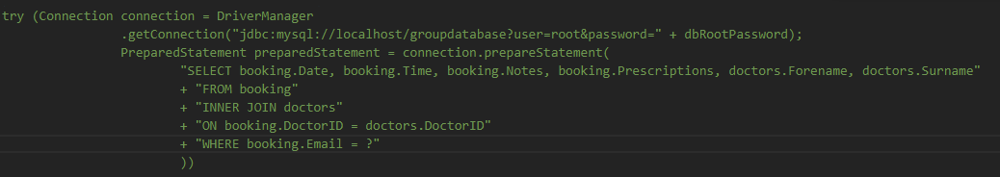 try (Connection connection = DriverManager
.getConnection("jdbc:mysql://localhost/groupdatabase?user=root&password=" + dbRootPassword);
PreparedStatement preparedStatement = connection.prepareStatement(
"SELECT booking.Date, booking.Time, booking.Notes, booking.Prescriptions, doctors.Forename, doctors.Surname"
+ "FROM booking"
+ "INNER JOIN doctors"
+ "ON booking.DoctorID = doctors.DoctorID"
+ "WHERE booking.Email = ?"
))